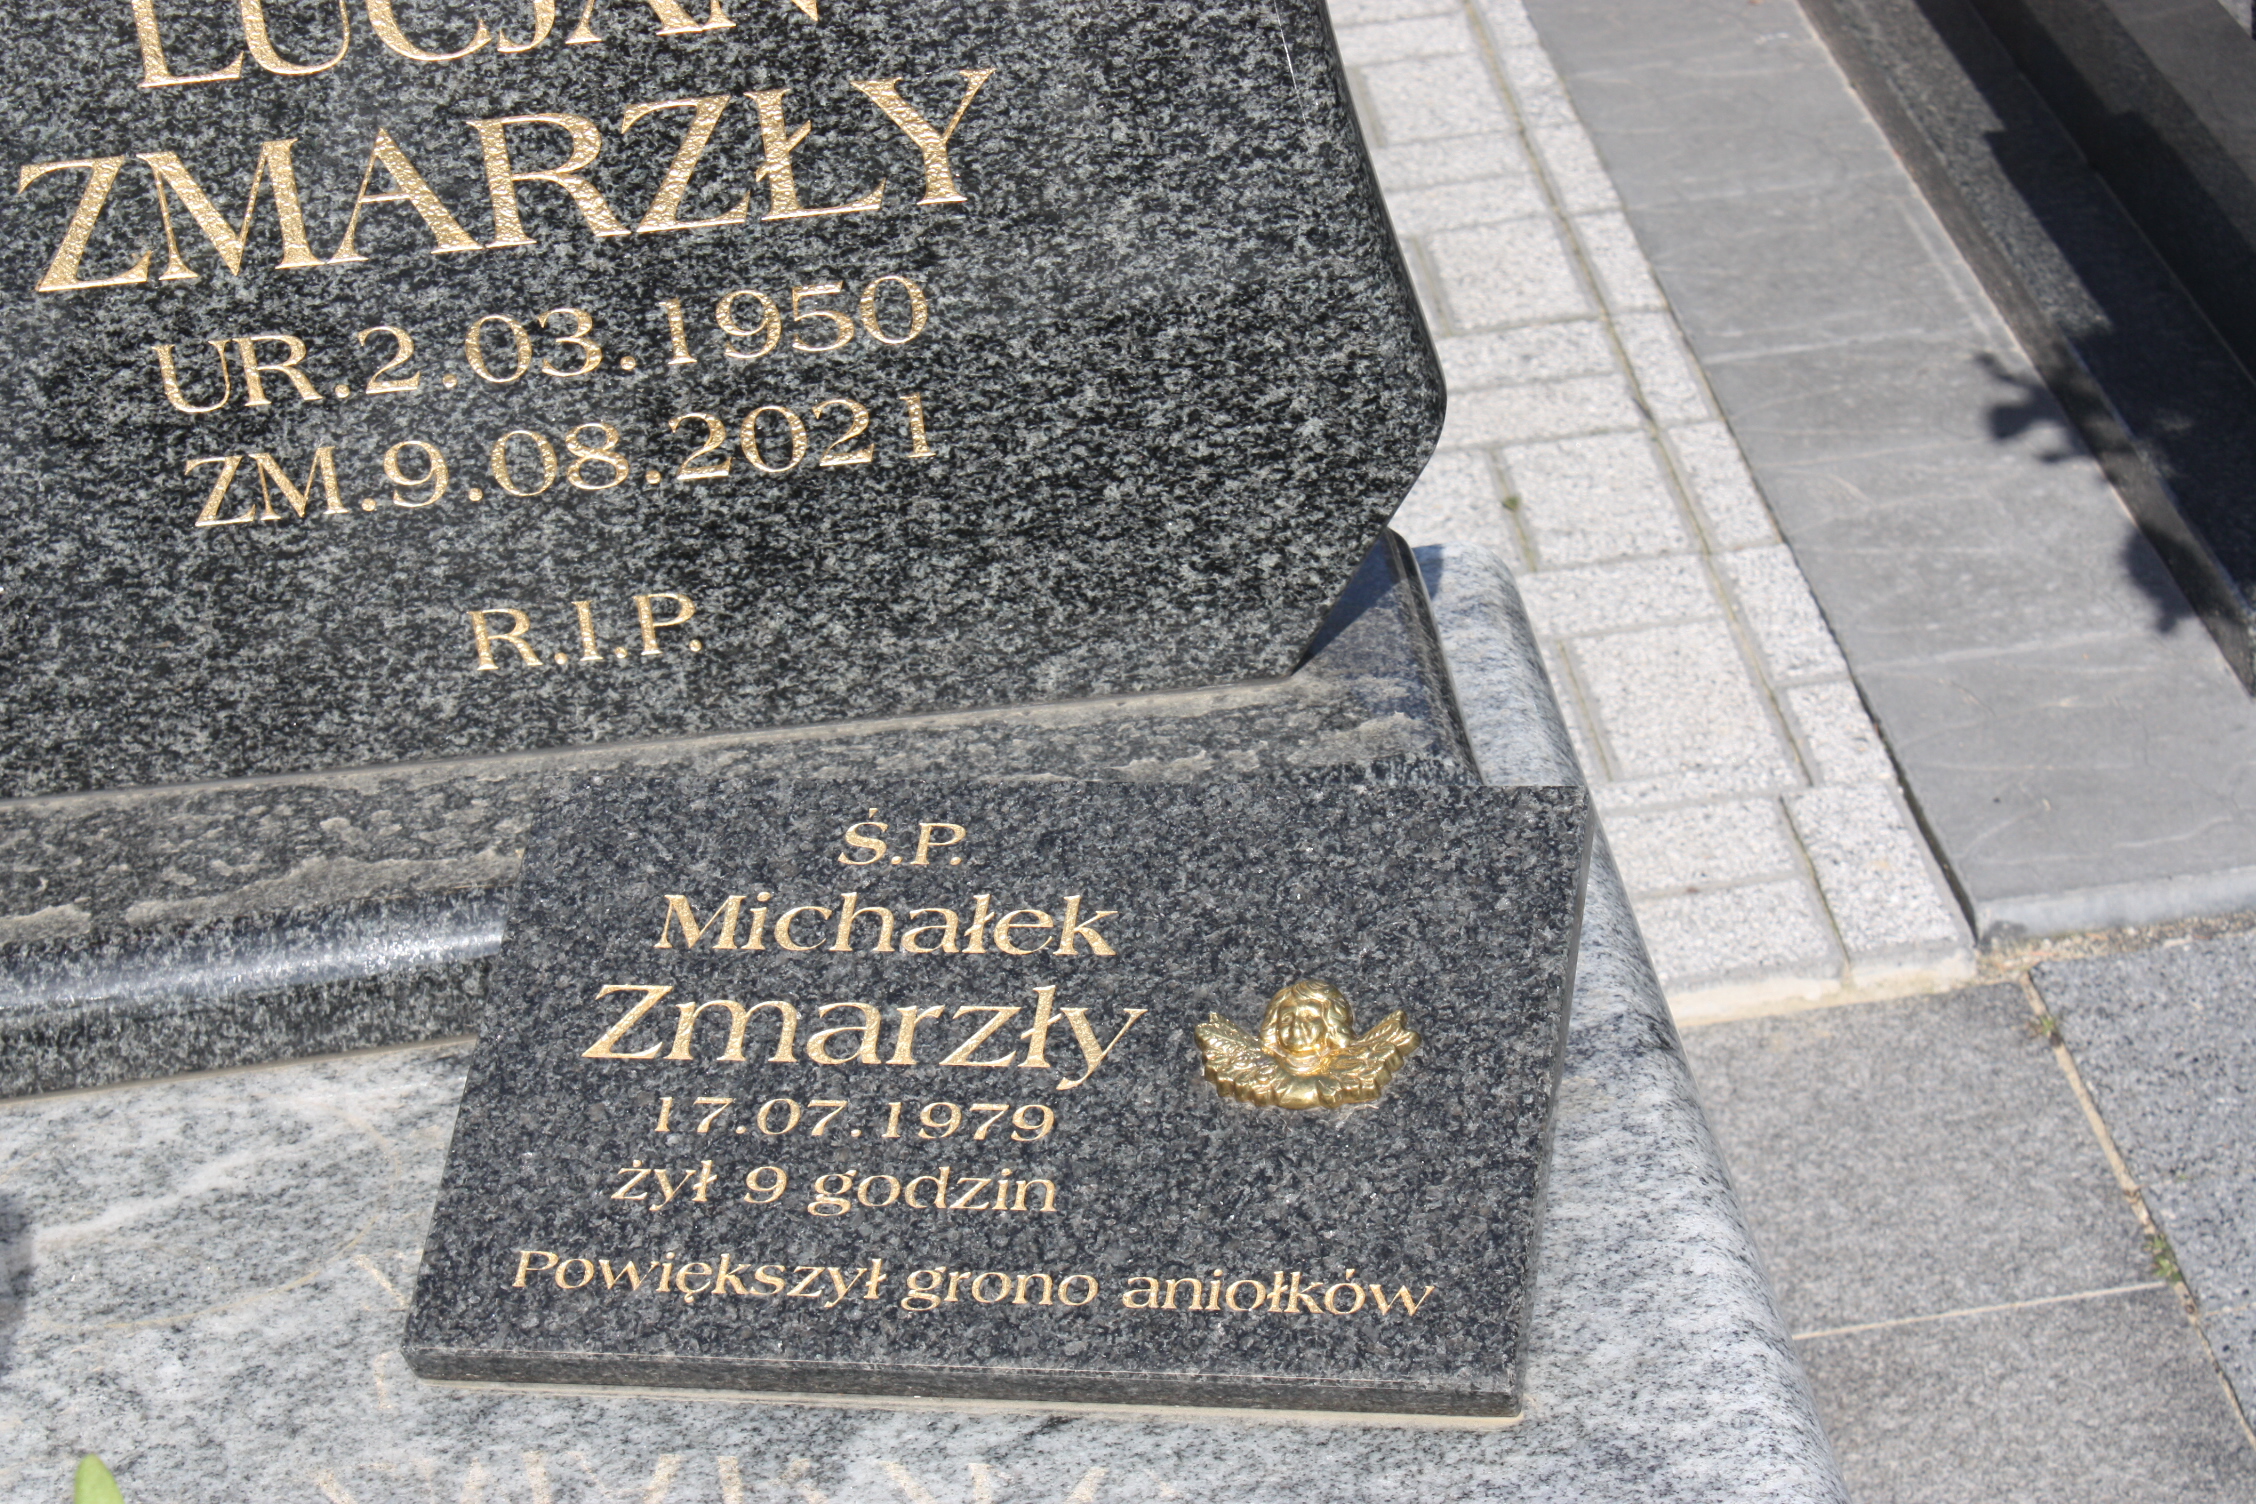 LUCJAN
ZMARZŁY
UR.2.03.1950
ZM.9.08.2021
R.I.P.
Ś.P.
Michałek
Zmarzły
17.07.1979
żył 9 godzin
Powiększył grono aniołków